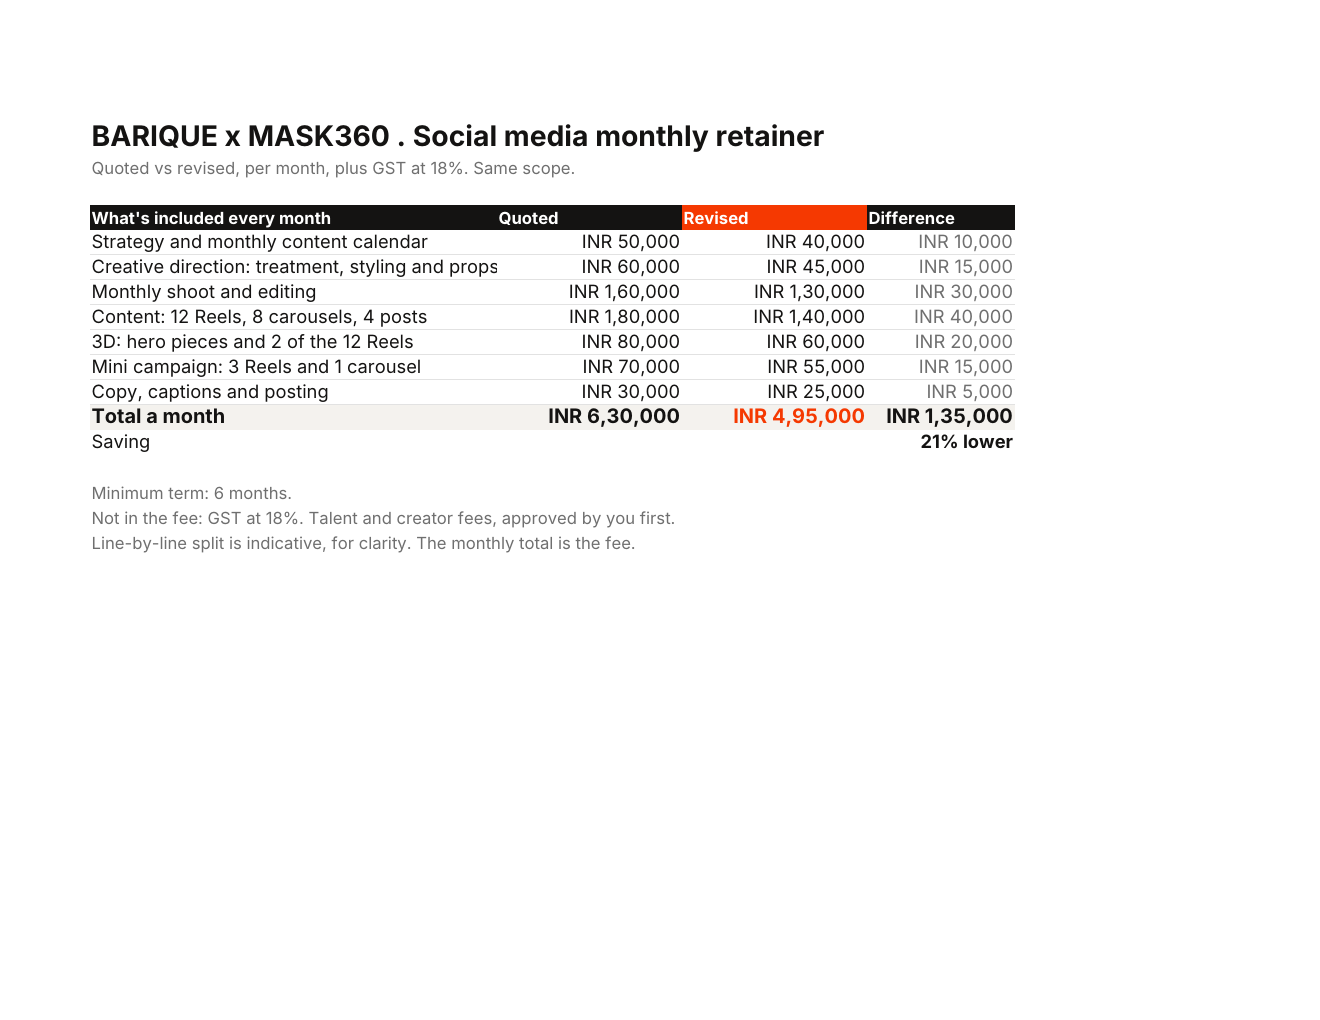 BARIQUE x MASK360 . Social media monthly retainer
Quoted vs revised, per month, plus GST at 18%. Same scope.
What's included every month Quoted Revised Difference
Strategy and monthly content calendar INR 50,000 INR 40,000 INR 10,000
Creative direction: treatment, styling and props INR 60,000 INR 45,000 INR 15,000
Monthly shoot and editing INR 1,60,000 INR 1,30,000 INR 30,000
Content: 12 Reels, 8 carousels, 4 posts INR 1,80,000 INR 1,40,000 INR 40,000
3D: hero pieces and 2 of the 12 Reels INR 80,000 INR 60,000 INR 20,000
Mini campaign: 3 Reels and 1 carousel INR 70,000 INR 55,000 INR 15,000
Copy, captions and posting INR 30,000 INR 25,000 INR 5,000
Total a month INR 6,30,000 INR 4,95,000 INR 1,35,000
Saving 21% lower
Minimum term: 6 months.
Not in the fee: GST at 18%. Talent and creator fees, approved by you first.
Line-by-line split is indicative, for clarity. The monthly total is the fee.